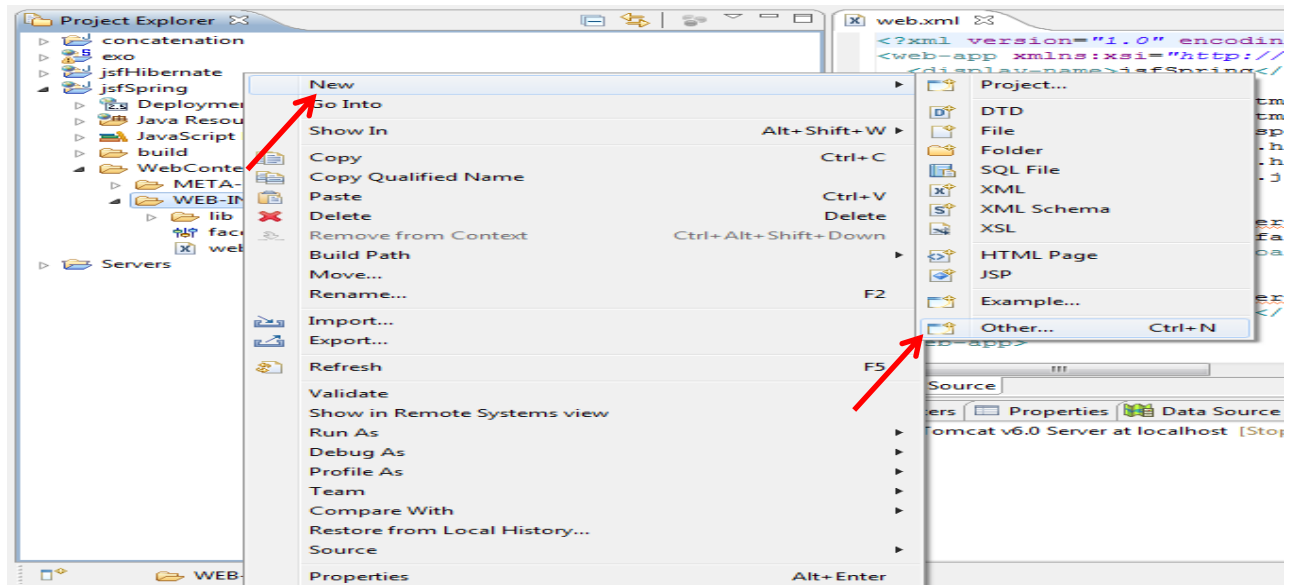 Project Explorer
concatenation
exo
jsfHibernate
jsfSpring
Deployme
Java Resou
JavaScript
build
WebConte
META-
WEB-IN
lib
face
web
Servers
WEB-
New
Go Into
Show In Alt+Shift+W
Copy Ctrl+C
Copy Qualified Name
Paste Ctrl+V
Delete Delete
Remove from Context Ctrl+Alt+Shift+Down
Build Path
Move...
Rename... F2
Import...
Export...
Refresh F5
Validate
Show in Remote Systems view
Run As
Debug As
Profile As
Team
Compare With
Restore from Local History...
Source
Properties Alt+Enter
Project...
DTD
File
Folder
SQL File
XML
XML Schema
XSL
HTML Page
JSP
Example...
Other... Ctrl+N
web.xml
<?xml version="1.0" encodin
<web-app xmlns:xsi="http://
<display-name>jsfSpring</
web-app>
Source
ers Properties Data Source
Tomcat v6.0 Server at localhost [Stop